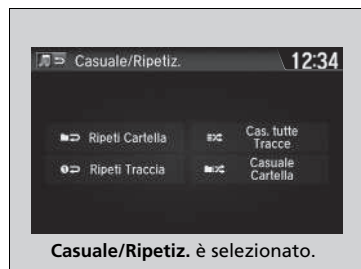 Casuale/Ripetiz.
12:34
Ripeti Cartella
Cas. tutte
Tracce
Ripeti Traccia
Casuale
Cartella
Casuale/Ripetiz. è selezionato.